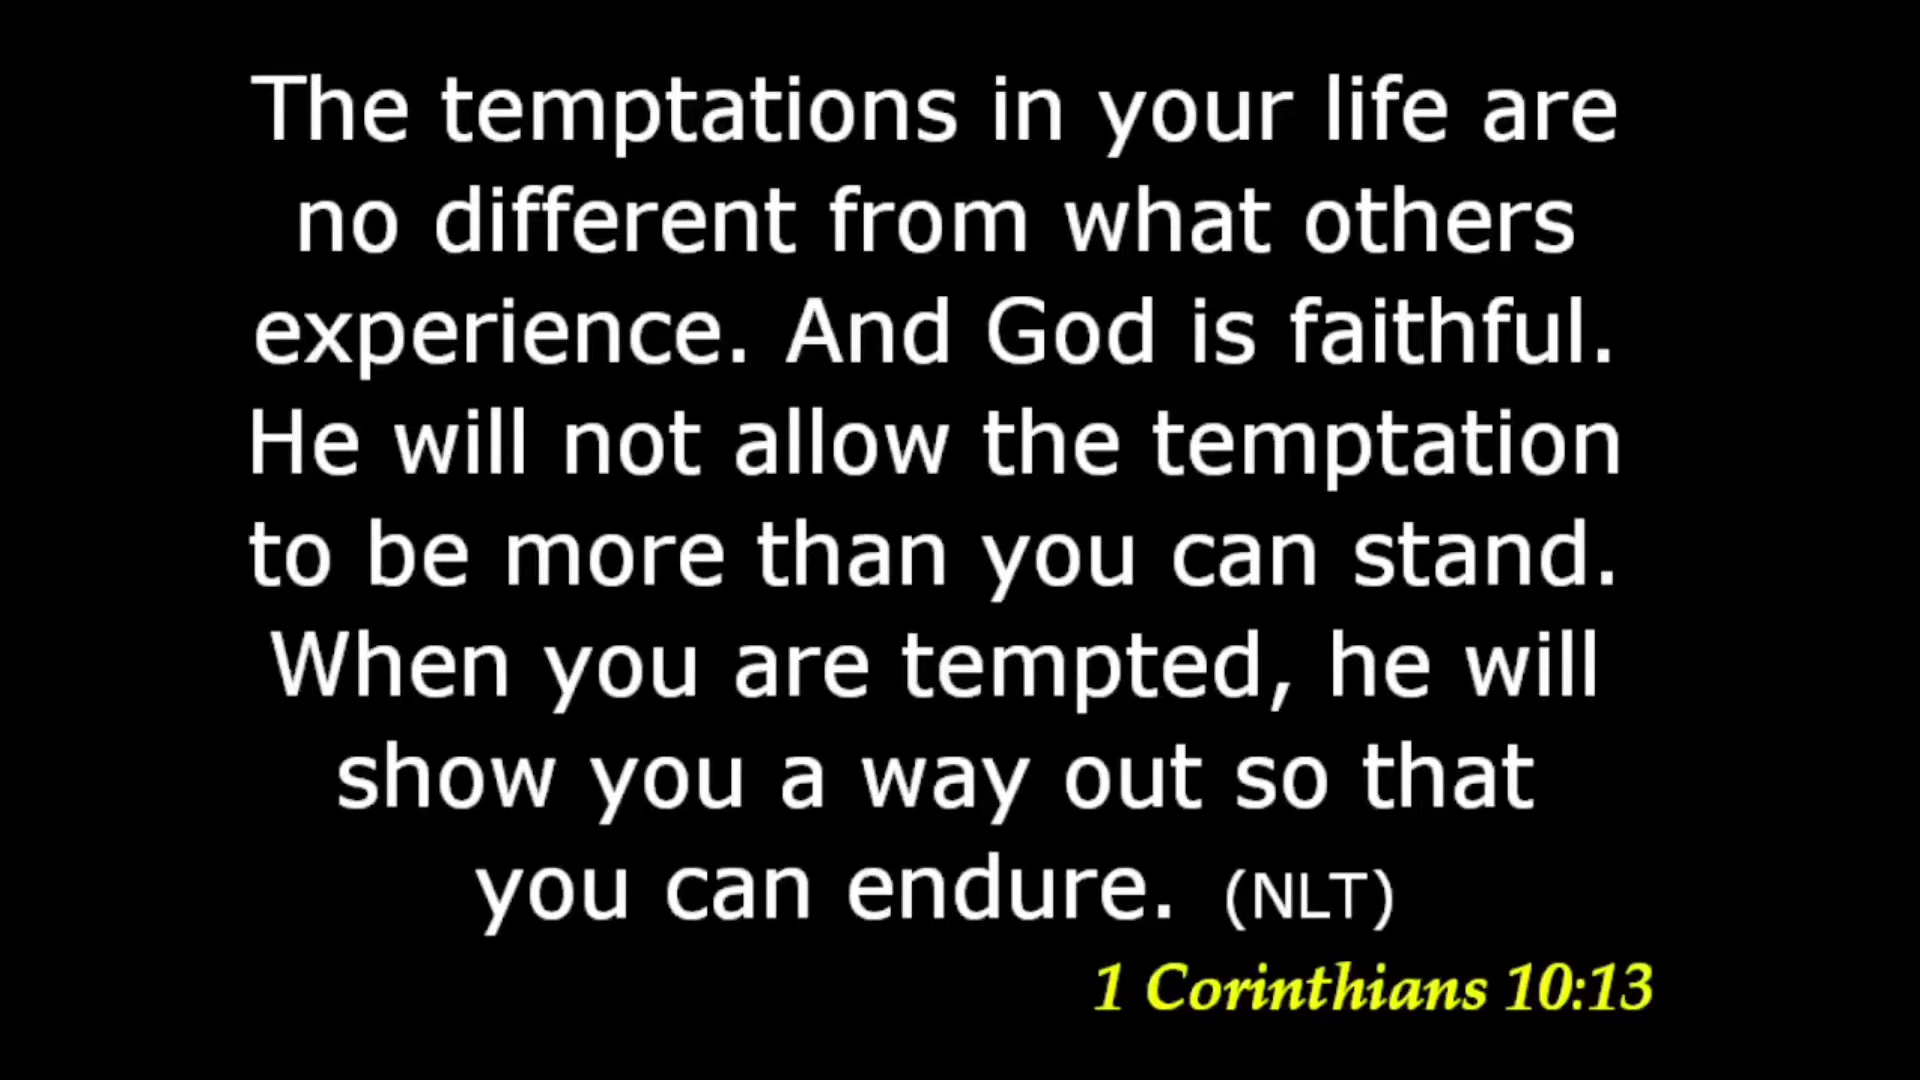 The temptations in your life are
no different from what others
experience. And God is faithful.
He will not allow the temptation
to be more than you can stand.
When you are tempted, he will
show you a way out so that
you can endure. (NLT)
1 Corinthians 10:13